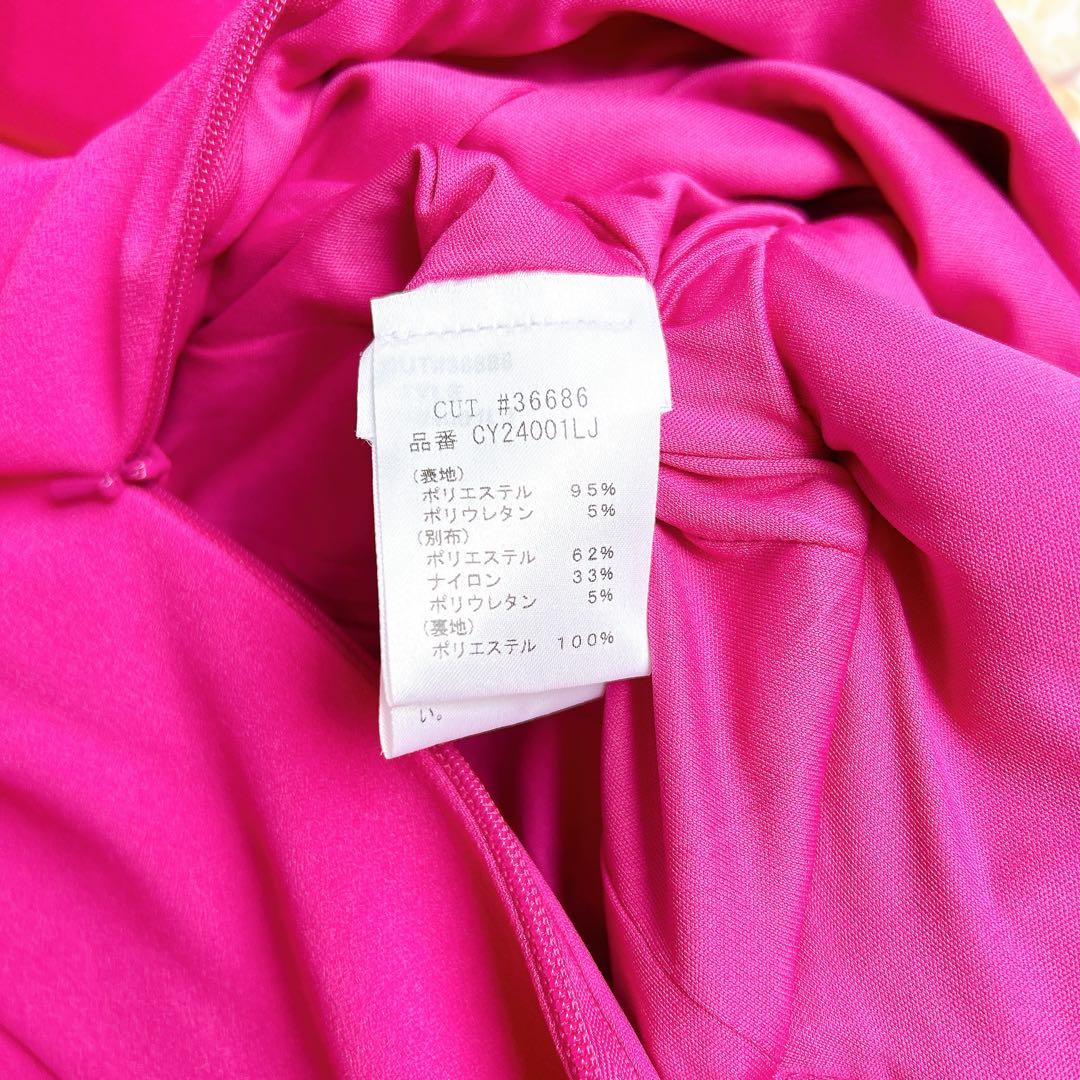 CUT #36686
品番 CY24001LJ
(表地)
ポリエステル 95%
ポリウレタン 5%
(別布)
ポリエステル 62%
ナイロン 33%
ポリウレタン 5%
(裏地)
ポリエステル 100%
い。